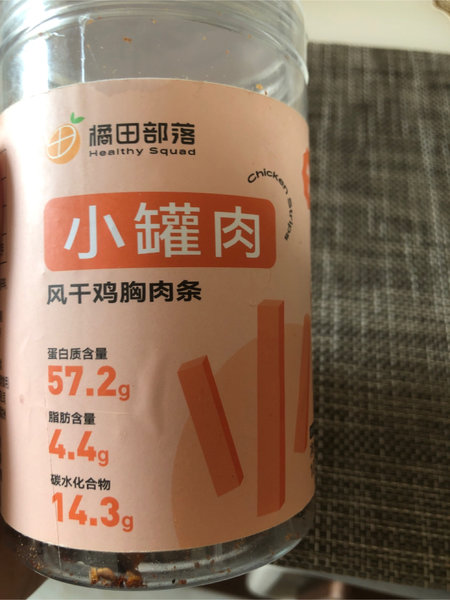 橘田部落
Healthy Squad
Chicken Strips
小罐肉
风干鸡胸肉条
蛋白质含量
57.2g
脂肪含量
4.4g
碳水化合物
14.3g